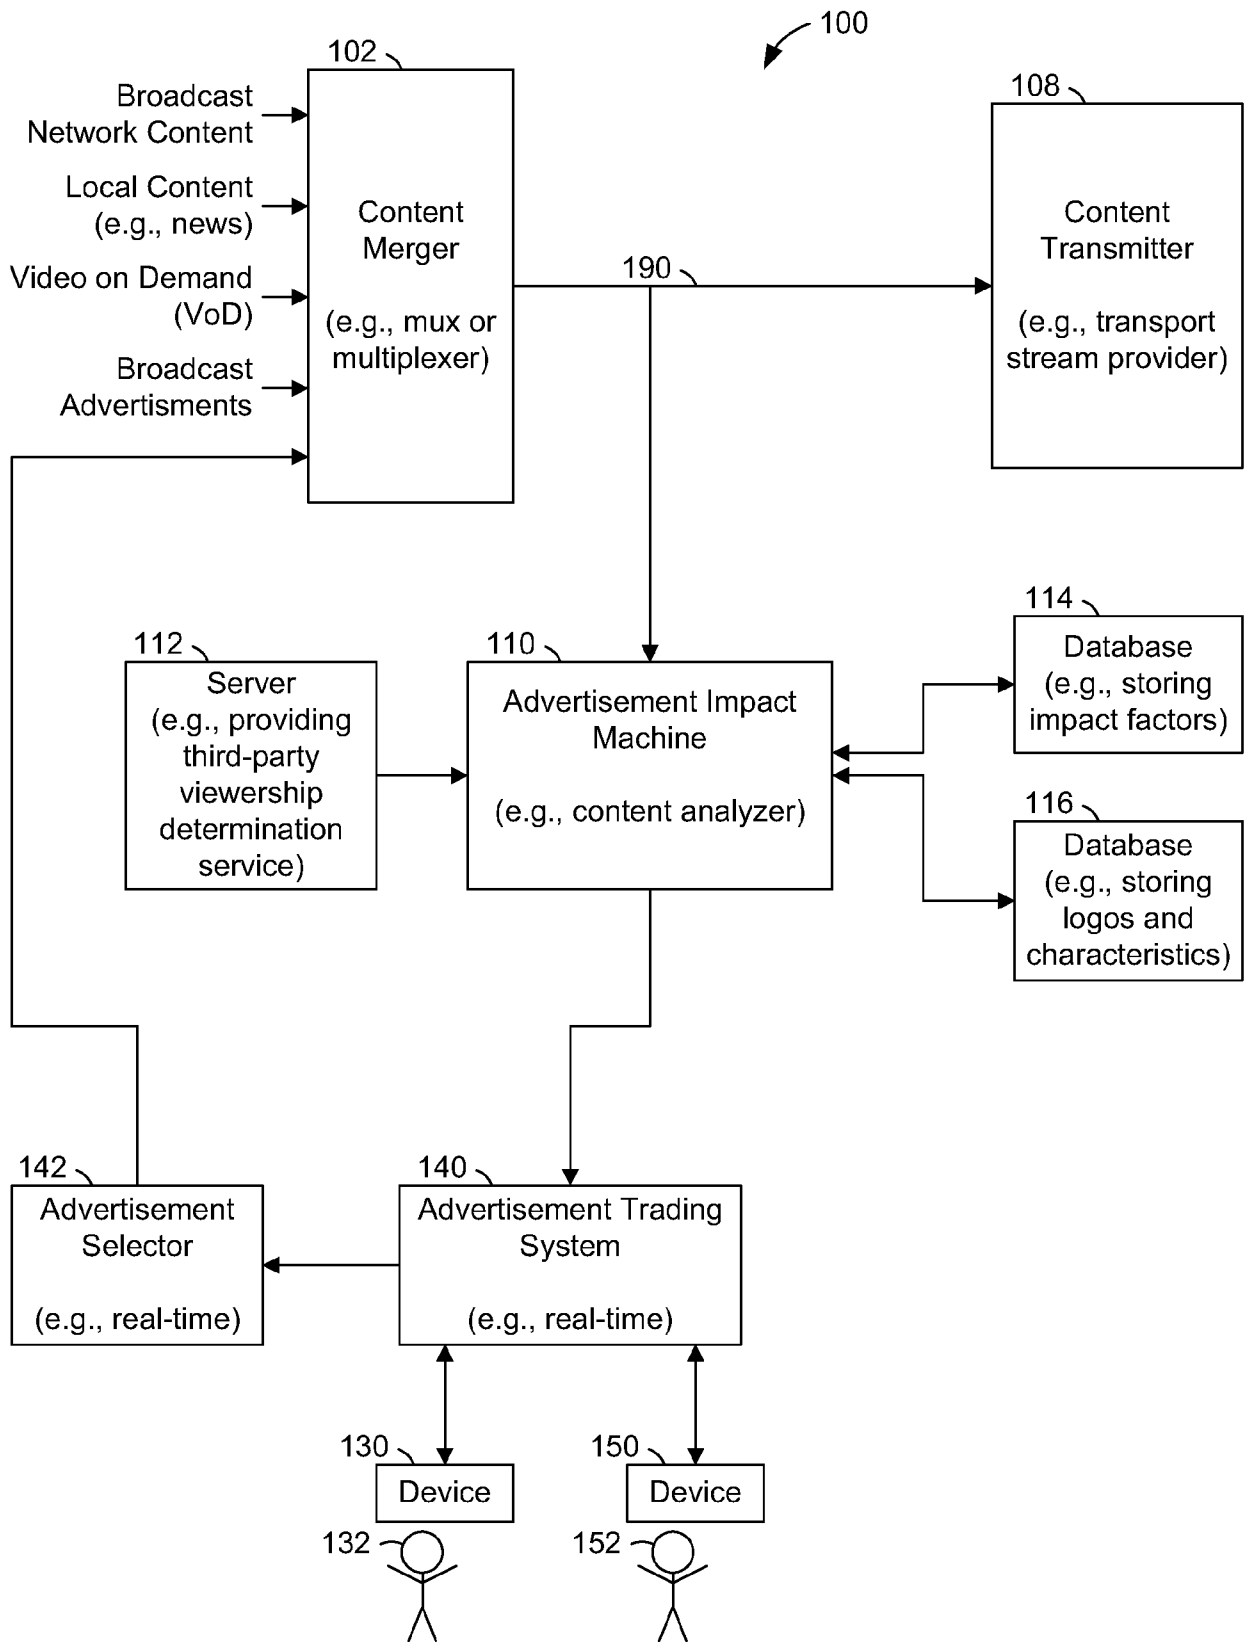 100
102
Broadcast
Network Content
Local Content
(e.g., news)
Video on Demand
(VoD)
Broadcast
Advertisments
Content
Merger
(e.g., mux or
multiplexer)
190
108
Content
Transmitter
(e.g., transport
stream provider)
112
Server
(e.g., providing
third-party
viewership
determination
service)
110
Advertisement Impact
Machine
(e.g., content analyzer)
114
Database
(e.g., storing
impact factors)
116
Database
(e.g., storing
logos and
characteristics)
142
Advertisement
Selector
(e.g., real-time)
140
Advertisement Trading
System
(e.g., real-time)
130
Device
132
150
Device
152